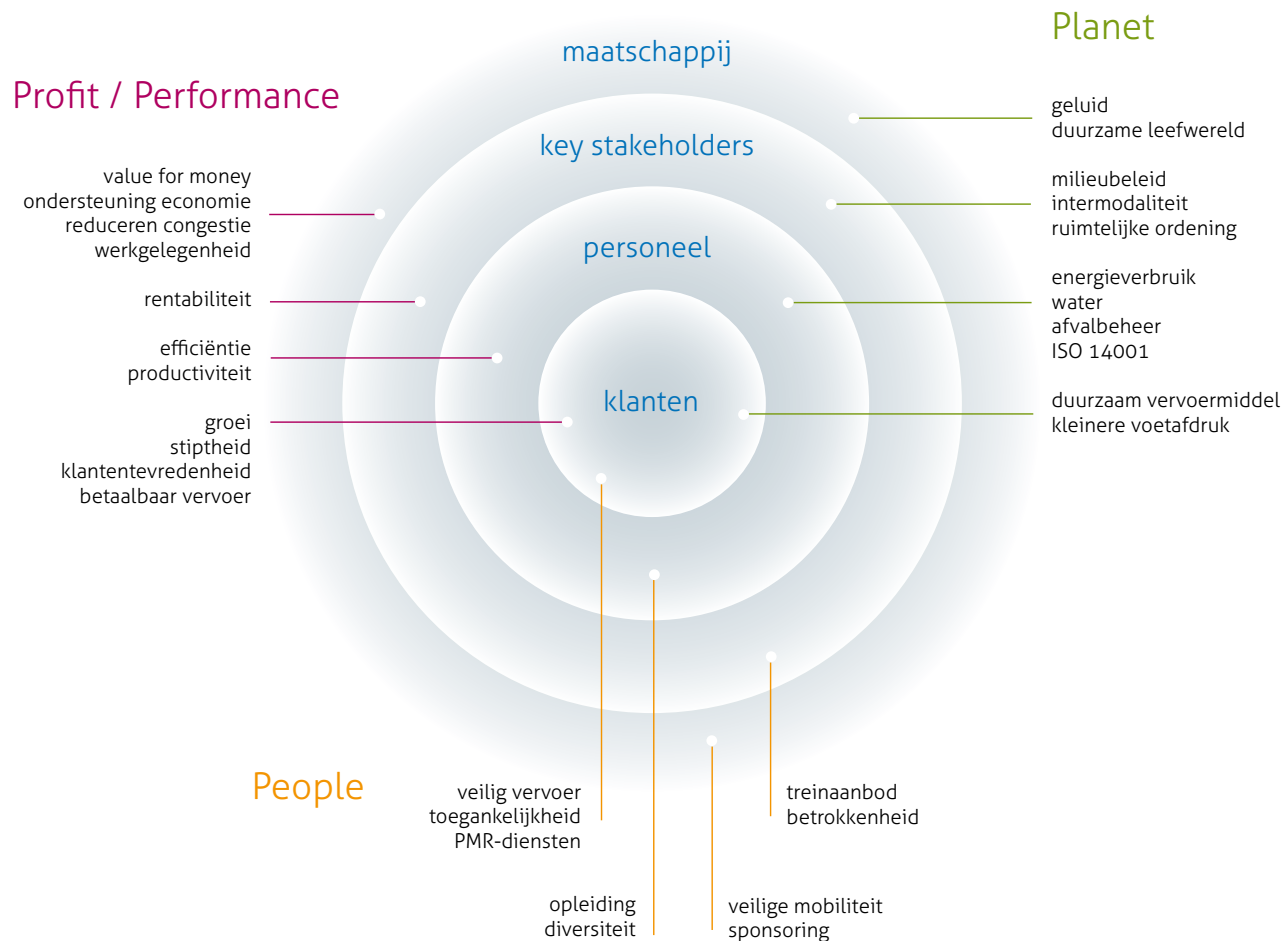 Planet
maatschappij
Profit / Performance
geluid
duurzame leefwereld
key stakeholders
value for money
ondersteuning economie
reduceren congestie
werkgelegenheid
milieubeleid
intermodaliteit
ruimtelijke ordening
personeel
rentabiliteit
energieverbruik
water
afvalbeheer
ISO 14001
efficiëntie
productiviteit
klanten
duurzaam vervoermiddel
kleinere voetafdruk
groei
stiptheid
klantentevredenheid
betaalbaar vervoer
People
veilig vervoer
toegankelijkheid
PMR-diensten
treinaanbod
betrokkenheid
opleiding
diversiteit
veilige mobiliteit
sponsoring